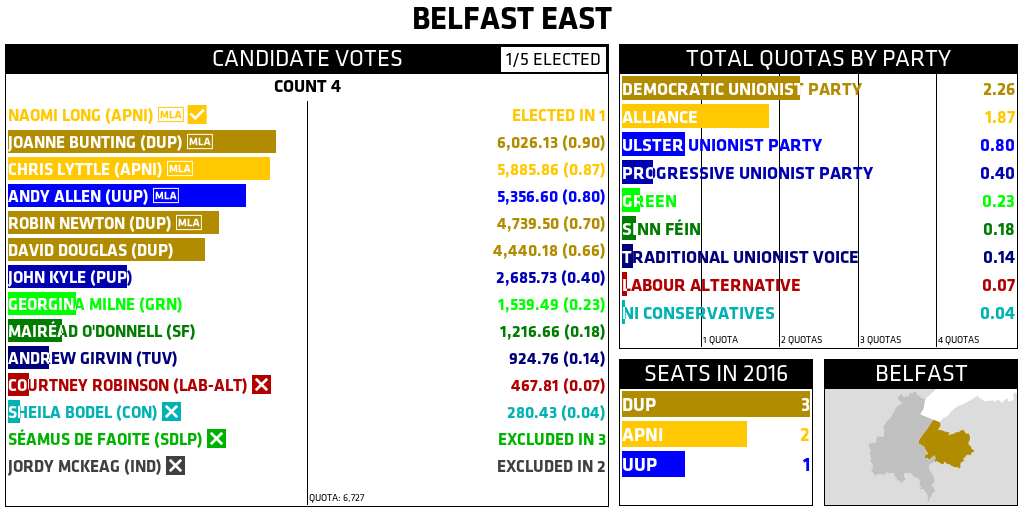 BELFAST EAST
CANDIDATE VOTES
1/5 ELECTED
COUNT 4
NAOMI LONG (APNI) MLA ELECTED IN 1
JOANNE BUNTING (DUP) MLA 6,026.13 (0.90)
CHRIS LYTTLE (APNI) MLA 5,885.86 (0.87)
ANDY ALLEN (UUP) MLA 5,356.60 (0.80)
ROBIN NEWTON (DUP) MLA 4,739.50 (0.70)
DAVID DOUGLAS (DUP) 4,440.18 (0.66)
JOHN KYLE (PUP) 2,685.73 (0.40)
GEORGINA MILNE (GRN) 1,539.49 (0.23)
MAIRÉAD O'DONNELL (SF) 1,216.66 (0.18)
ANDREW GIRVIN (TUV) 924.76 (0.14)
COURTNEY ROBINSON (LAB-ALT) 467.81 (0.07)
SHEILA BODEL (CON) 280.43 (0.04)
SÉAMUS DE FAOITE (SDLP) EXCLUDED IN 3
JORDY MCKEAG (IND) EXCLUDED IN 2
QUOTA: 6,727
TOTAL QUOTAS BY PARTY
DEMOCRATIC UNIONIST PARTY 2.26
ALLIANCE 1.87
ULSTER UNIONIST PARTY 0.80
PROGRESSIVE UNIONIST PARTY 0.40
GREEN 0.23
SINN FÉIN 0.18
TRADITIONAL UNIONIST VOICE 0.14
LABOUR ALTERNATIVE 0.07
NI CONSERVATIVES 0.04
1 QUOTA 2 QUOTAS 3 QUOTAS 4 QUOTAS
SEATS IN 2016
DUP 3
APNI 2
UUP 1
BELFAST